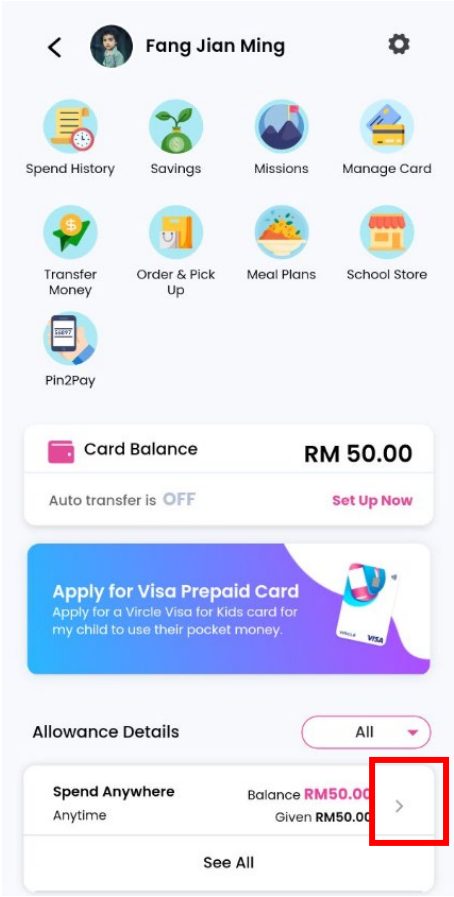 Fang Jian Ming
Spend History
Savings
Missions
Manage Card
Transfer
Money
Order & Pick
Up
Meal Plans
School Store
56897
Pin2Pay
Card Balance
RM 50.00
Auto transfer is OFF
Set Up Now
Apply for Visa Prepaid Card
Apply for a Vircle Visa for Kids card for
my child to use their pocket money.
VIRCLE
VISA
Allowance Details
All
Spend Anywhere
Balance RM50.00
Anytime
Given RM50.00
See All